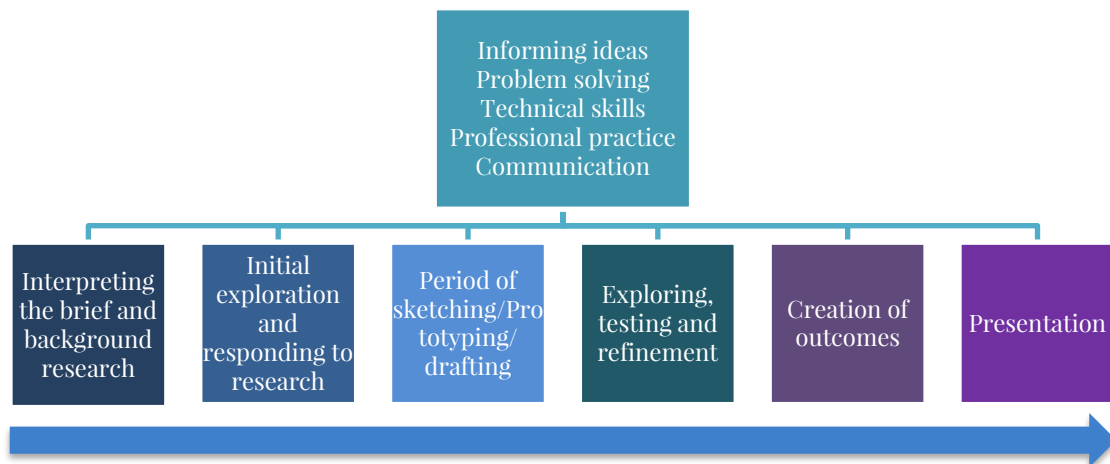 Informing ideas
Problem solving
Technical skills
Professional practice
Communication
Interpreting
the brief and
background
research
Initial
exploration
and
responding to
research
Period of
sketching/Pro
totyping/
drafting
Exploring,
testing and
refinement
Creation of
outcomes
Presentation